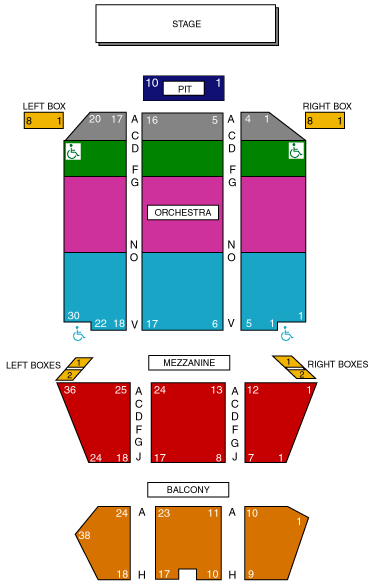 STAGE
10 PIT 1
LEFT BOX
RIGHT BOX
8 1
8 1
20 17 A 16 5 A 4 1
C C
D D
F F
G G
ORCHESTRA
N N
O O
30 1
22 18 V 17 6 V 5 1
LEFT BOXES
1
2
MEZZANINE
1
2
RIGHT BOXES
36 25 A 24 13 A 12 1
C C
D D
F F
G G
24 18 J 17 8 J 7 1
BALCONY
24 A 23 11 A 10 1
38
18 H 17 10 H 9